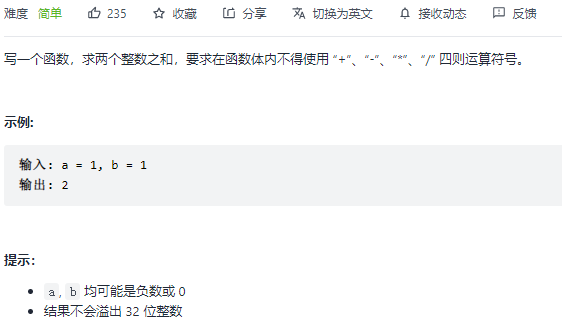 难度 简单 235 收藏 分享 切换为英文 接收动态 反馈
写一个函数，求两个整数之和，要求在函数体内不得使用 “+”、“-”、“*”、“/” 四则运算符号。
示例:
输入: a = 1, b = 1
输出: 2
提示：
a, b 均可能是负数或 0
结果不会溢出 32 位整数